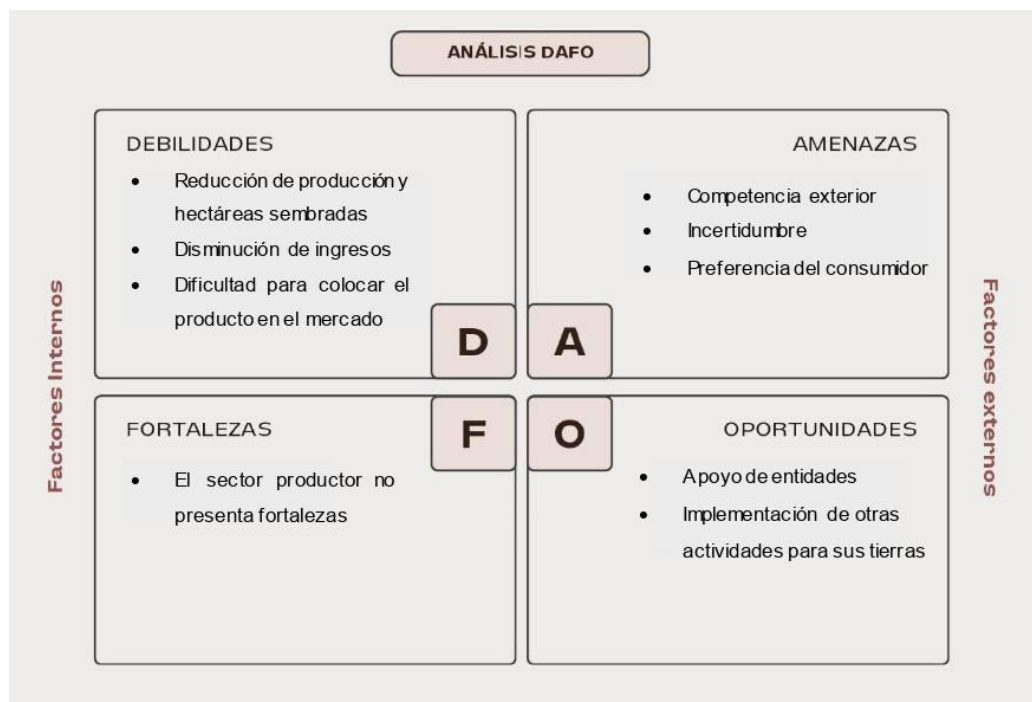 ANÁLISIS DAFO
Factores Internos
DEBILIDADES
• Reducción de producción y
hectáreas sembradas
• Disminución de ingresos
• Dificultad para colocar el
producto en el mercado
D
AMENAZAS
• Competencia exterior
• Incertidumbre
• Preferencia del consumidor
A
FORTALEZAS
• El sector productor no
presenta fortalezas
F
OPORTUNIDADES
• Apoyo de entidades
• Implementación de otras
actividades para sus tierras
O
Factores externos